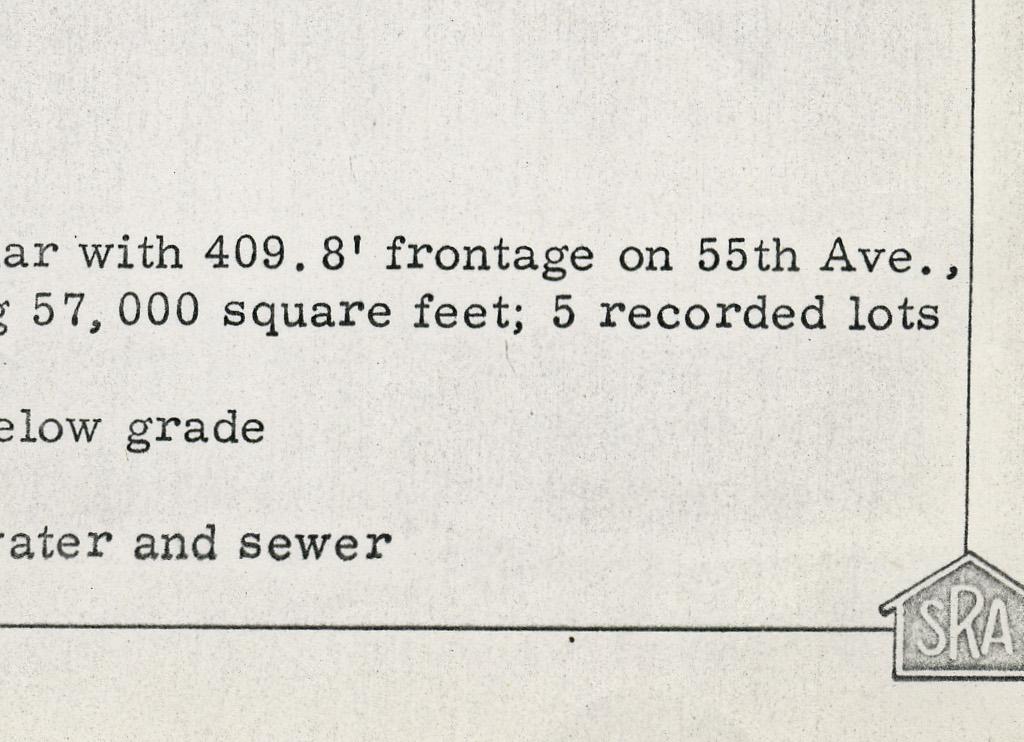 ar with 409.8' frontage on 55th Ave.,
g 57,000 square feet; 5 recorded lots
elow grade
ater and sewer
SRA